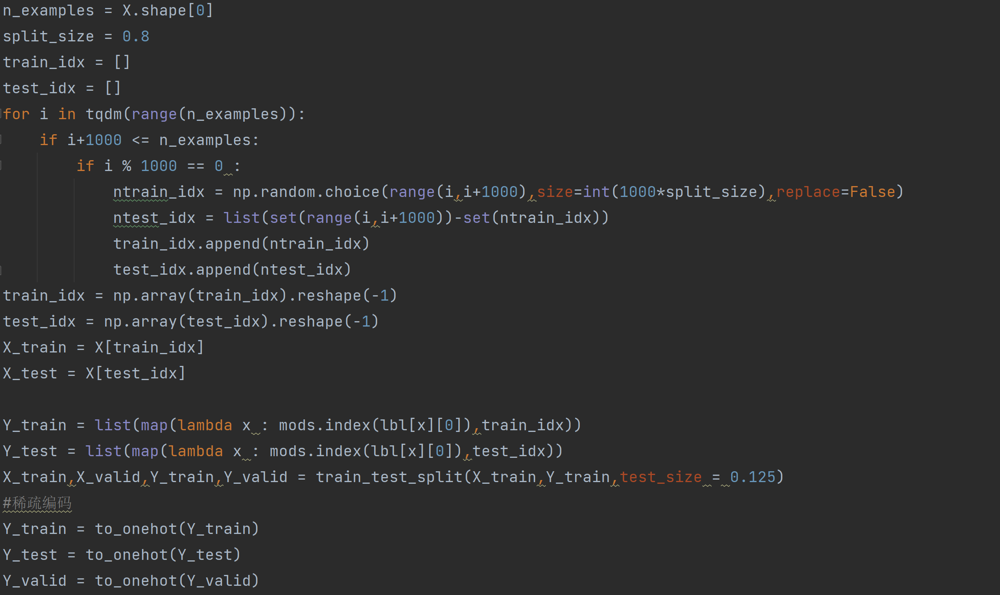 n_examples = X.shape[0]
split_size = 0.8
train_idx = []
test_idx = []
for i in tqdm(range(n_examples)):
    if i+1000 <= n_examples:
        if i % 1000 == 0 :
            ntrain_idx = np.random.choice(range(i,i+1000),size=int(1000*split_size),replace=False)
            ntest_idx = list(set(range(i,i+1000))-set(ntrain_idx))
            train_idx.append(ntrain_idx)
            test_idx.append(ntest_idx)
train_idx = np.array(train_idx).reshape(-1)
test_idx = np.array(test_idx).reshape(-1)
X_train = X[train_idx]
X_test = X[test_idx]

Y_train = list(map(lambda x : mods.index(lbl[x][0]),train_idx))
Y_test = list(map(lambda x : mods.index(lbl[x][0]),test_idx))
X_train,X_valid,Y_train,Y_valid = train_test_split(X_train,Y_train,test_size = 0.125)
#稀疏编码
Y_train = to_onehot(Y_train)
Y_test = to_onehot(Y_test)
Y_valid = to_onehot(Y_valid)